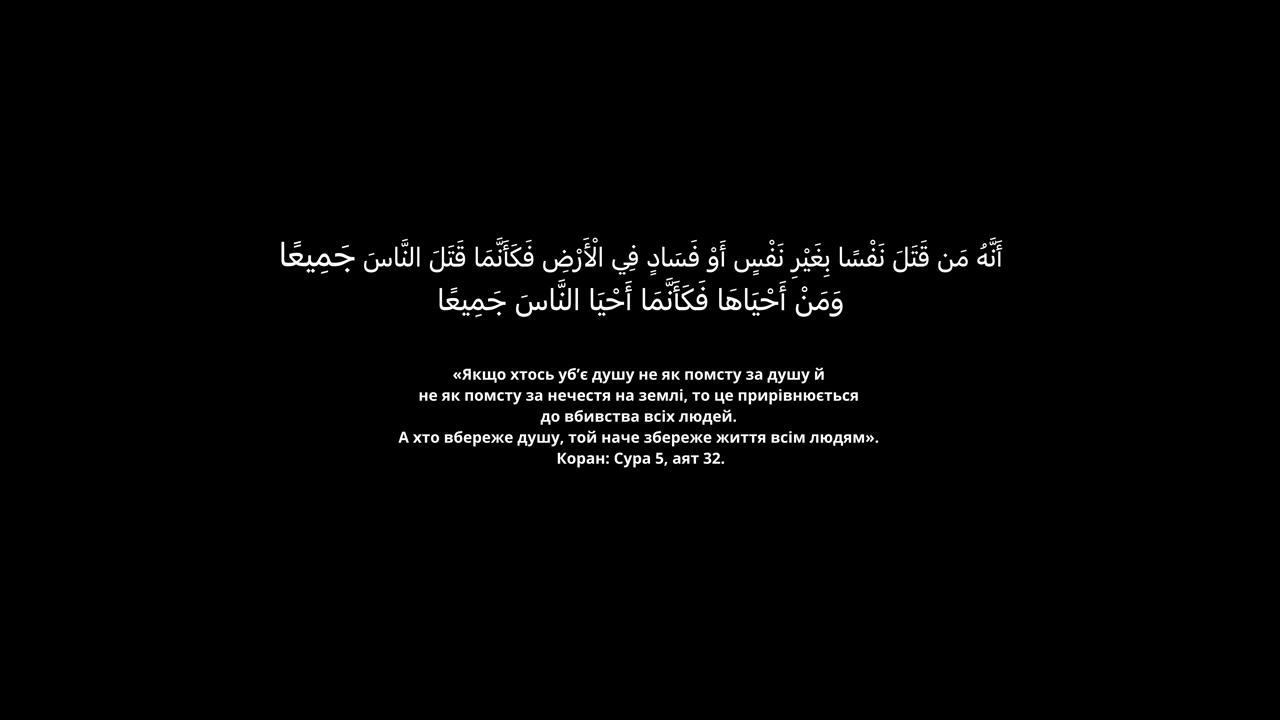 أَنَّهُ مَن قَتَلَ نَفْسًا بِغَيْرِ نَفْسٍ أَوْ فَسَادٍ فِي الْأَرْضِ فَكَأَنَّمَا قَتَلَ النَّاسَ جَمِيعًا
وَمَنْ أَحْيَاهَا فَكَأَنَّمَا أَحْيَا النَّاسَ جَمِيعًا
«Якщо хтось уб’є душу не як помсту за душу й
не як помсту за нечестя на землі, то це прирівнюється
до вбивства всіх людей.
А хто вбереже душу, той наче збереже життя всім людям».
Коран: Сура 5, аят 32.